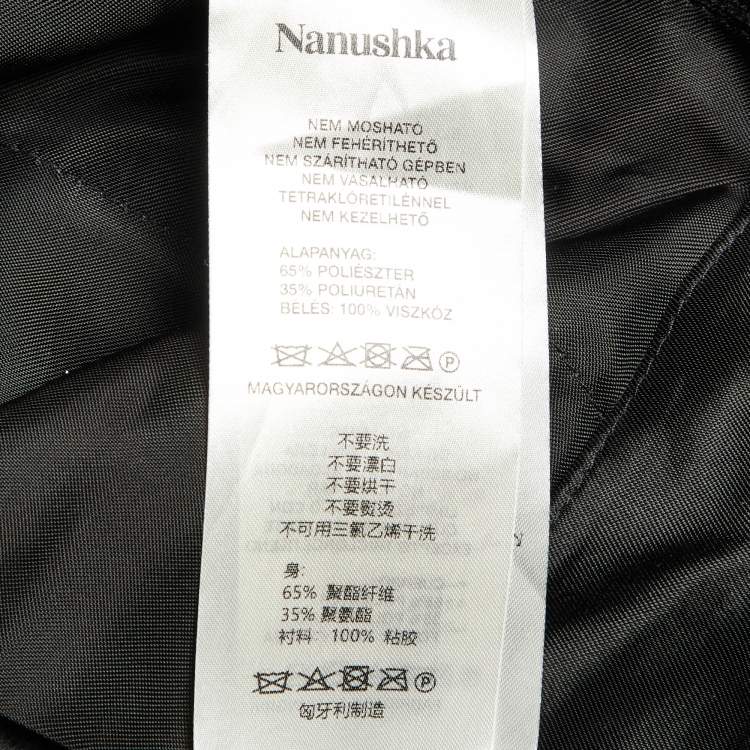 Nanushka
NEM MOSHATÓ
NEM FEHÉRÍTHETŐ
NEM SZÁRÍTHATÓ GÉPBEN
NEM VASALHATÓ
TETRAKLÓRETILÉNNEL
NEM KEZELHETŐ
ALAPANYAG:
65% POLIÉSZTER
35% POLIURETÁN
BÉLÉS: 100% VISZKÓZ
P
MAGYARORSZÁGON KÉSZÜLT
不要洗
不要漂白
不要烘干
不要熨烫
不可用三氯乙烯干洗
身:
65% 聚酯纤维
35% 聚氨酯
衬料 100% 粘胶
P
匈牙利制造